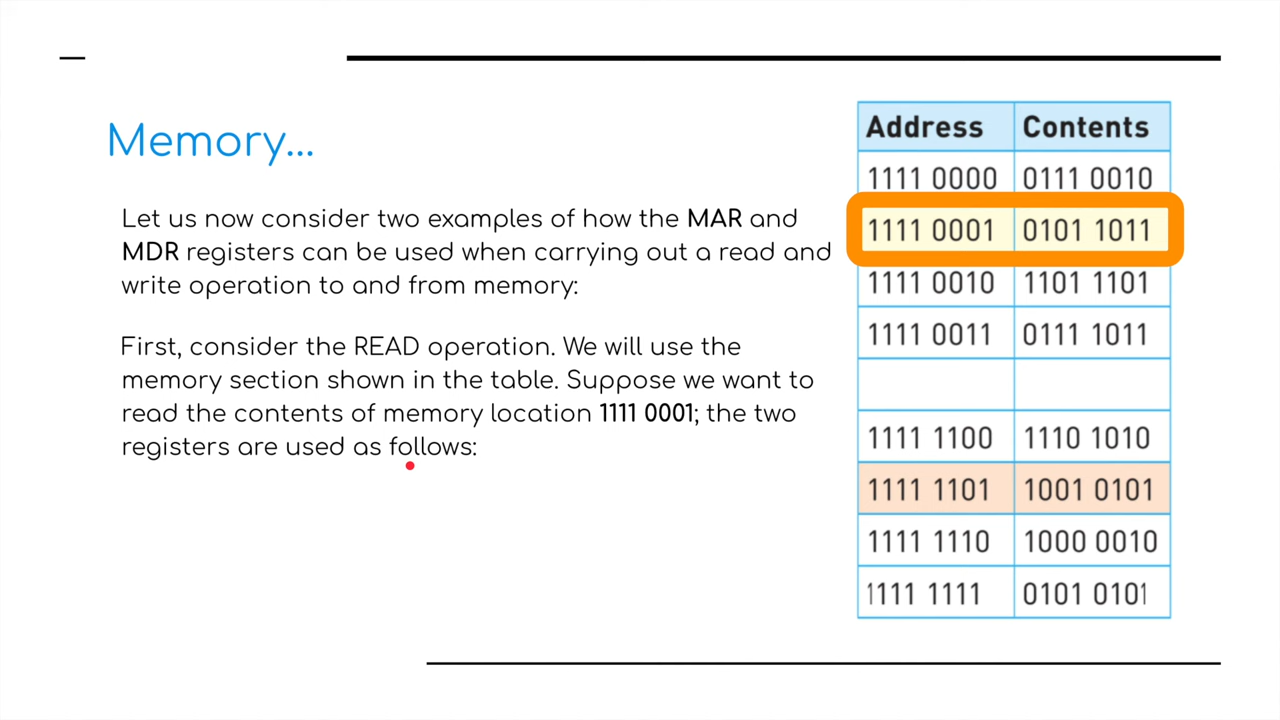 Memory...
Let us now consider two examples of how the MAR and
MDR registers can be used when carrying out a read and
write operation to and from memory:
First, consider the READ operation. We will use the
memory section shown in the table. Suppose we want to
read the contents of memory location 1111 0001; the two
registers are used as follows:
Address Contents
1111 0000 0111 0010
1111 0001 0101 1011
1111 0010 1101 1101
1111 0011 0111 1011
1111 1100 1110 1010
1111 1101 1001 0101
1111 1110 1000 0010
1111 1111 0101 0101